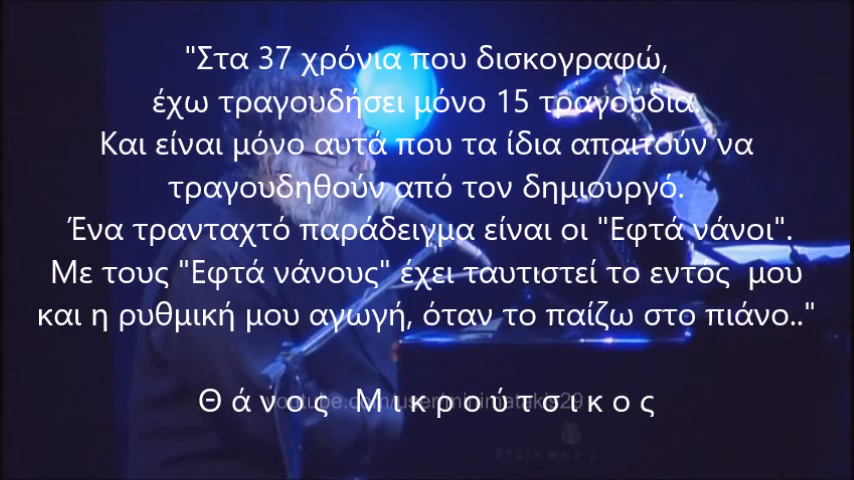 "Στα 37 χρόνια που δισκογραφώ,
έχω τραγουδήσει μόνο 15 τραγούδια.
Και είναι μόνο αυτά που τα ίδια απαιτούν να
τραγουδηθούν από τον δημιουργό.
Ένα τρανταχτό παράδειγμα είναι οι "Εφτά νάνοι".
Με τους "Εφτά νάνους" έχει ταυτιστεί το εντός μου
και η ρυθμική μου αγωγή, όταν το παίζω στο πιάνο.."
Θ ά ν ο ς Μ ι κ ρ ο ύ τ σ ι κ ο ς